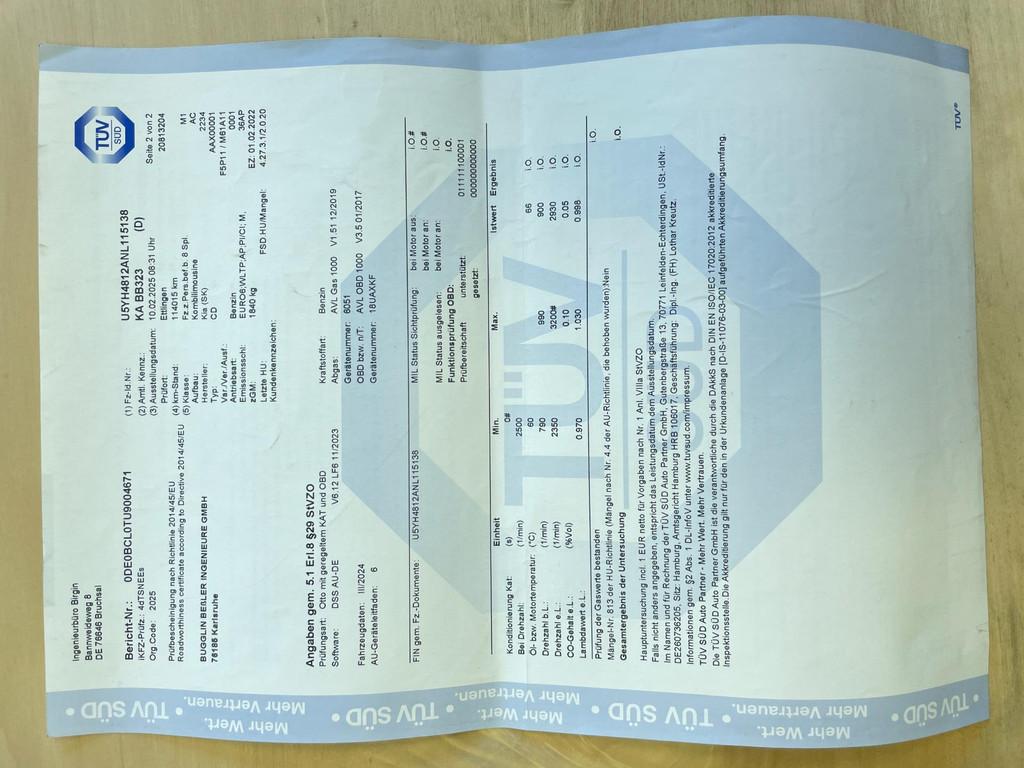 TÜV
SÜD
Ingenieurbüro Birgin
Bannweideweg 8
DE 76646 Bruchsal
Bericht-Nr.: 0DE0BCL0TU9004671
iKFZ-Prüfz.: 4dTSNEEs
Org.Code: 2025
Prüfbescheinigung nach Richtlinie 2014/45/EU
Roadworthiness certificate according to Directive 2014/45/EU
BUGGLIN BEẞLER INGENIEURE GMBH
76185 Karlsruhe
(1) Fz-Id.Nr.: U5YH4812ANL115138
(2) Amtl. Kennz.: KA BB323 (D)
(3) Ausstellungsdatum: 10.02.2025 08:31 Uhr Seite 2 von 2
Prüfort: Ettlingen 20813204
(4) km-Stand: 114015 km
(5) Klasse: Fz.z.Pers.bef.b. 8 Spl. M1
Aufbau: Kombilimousine AC
Hersteller: Kia (SK) 2234
Typ: CD AAX00001
Var./Ver./Ausf.: F5P11 / M61A11
Antriebsart: Benzin 0001
Emissionsschl.: EURO6;WLTP;AP;PI/CI; M, 36AP
zGM: 1840 kg EZ: 01.02.2022
Letzte HU: FSD.HU/Mangel: 4.27.3.1/2.0.20
Kundenkennzeichen:
Angaben gem. 5.1 Erl.8 §29 StVZO
Prüfungsart: Otto mit geregeltem KAT und OBD Kraftstoffart: Benzin
Software: DSS AU-DE V6.12 LF6 11/2023 Abgas: AVL Gas 1000 V1.51 12/2019
Gerätenummer: 6051
Fahrzeugdaten: III/2024 OBD bzw. n/T: AVL OBD 1000 V3.5 01/2017
AU-Geräteleitfaden: 6 Gerätenummer: 18UAXKF
FIN gem. Fz.-Dokumente: U5YH4812ANL115138 MIL Status Sichtprüfung: bei Motor aus: i.O.#
bei Motor an: i.O.#
MIL Status ausgelesen: bei Motor an: i.O.
Funktionsprüfung OBD: i.O.
Prüfbereitschaft unterstützt: 011111100001
gesetzt: 000000000000
Einheit Min. Max. Istwert Ergebnis
Konditionierung Kat: (s) 0#
Bei Drehzahl: (1/min) 2500
Öl- bzw. Motortemperatur: (°C) 60 66 i.O.
Drehzahl b.L.: (1/min) 790 990 900 i.O.
Drehzahl e.L.: (1/min) 2350 3200# 2930 i.O.
CO-Gehalt e.L.: (%Vol) 0.10 0.05 i.O.
Lambdawert e.L.: 0.970 1.030 0.998 i.O.
Prüfung der Gaswerte bestanden i.O.
Mängel-Nr. 813 der HU-Richtlinie (Mängel nach Nr. 4.4 der AU-Richtlinie, die behoben wurden):Nein
Gesamtergebnis der Untersuchung i.O.
Hauptuntersuchung incl. 1 EUR netto für Vorgaben nach Nr. 1 Anl. VIIIa StVZO
Falls nicht anders angegeben, entspricht das Leistungsdatum dem Ausstellungsdatum.
Im Namen und für Rechnung der TÜV SÜD Auto Partner GmbH, Gutenbergstraße 13, 70771 Leinfelden-Echterdingen, USt.-IdNr.:
DE260736205, Sitz: Hamburg, Amtsgericht Hamburg HRB 106017, Geschäftsführung: Dipl.-Ing. (FH) Lothar Kreutz.
Informationen gem. §2 Abs. 1 DL-InfoV unter www.tuvsud.com/impressum.
TÜV SÜD Auto Partner - Mehr Wert. Mehr Vertrauen.
Die TÜV SÜD Auto Partner GmbH ist die verantwortliche durch die DAkkS nach DIN EN ISO/IEC 17020:2012 akkreditierte
Inspektionsstelle.Die Akkreditierung gilt nur für den in der Urkundenanlage [D-IS-11076-03-00] aufgeführten Akkreditierungsumfang.
TÜV
SÜD
TÜV®
Mehr Wert.
Mehr Vertrauen.
• TÜV SÜD •
Mehr Wert.
Mehr Vertrauen.
• TÜV SÜD •
Mehr Wert.
Mehr Vertrauen.
• TÜV SÜD •